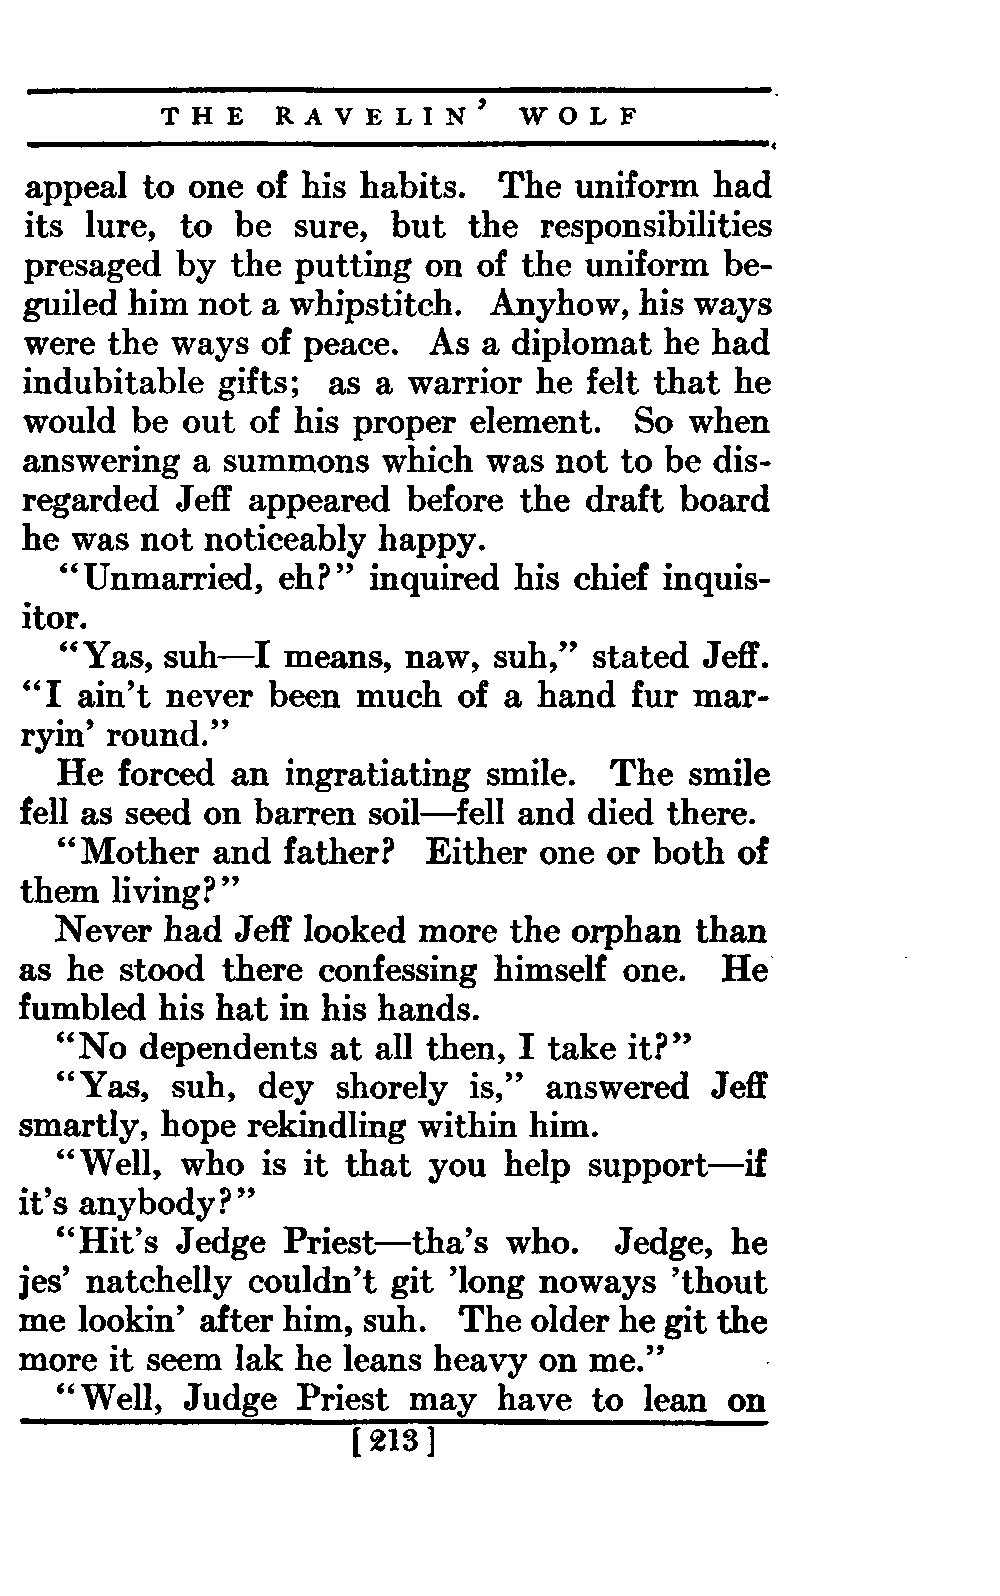 THE RAVELIN' WOLF
appeal to one of his habits. The uniform had
its lure, to be sure, but the responsibilities
presaged by the putting on of the uniform be-
guiled him not a whipstitch. Anyhow, his ways
were the ways of peace. As a diplomat he had
indubitable gifts; as a warrior he felt that he
would be out of his proper element. So when
answering a summons which was not to be dis-
regarded Jeff appeared before the draft board
he was not noticeably happy.
“Unmarried, eh?” inquired his chief inquis-
itor.
“Yas, suh—I means, naw, suh,” stated Jeff.
“I ain't never been much of a hand fur mar-
ryin' round.”
He forced an ingratiating smile. The smile
fell as seed on barren soil—fell and died there.
“Mother and father? Either one or both of
them living?”
Never had Jeff looked more the orphan than
as he stood there confessing himself one. He
fumbled his hat in his hands.
“No dependents at all then, I take it?”
“Yas, suh, dey shorely is,” answered Jeff
smartly, hope rekindling within him.
“Well, who is it that you help support—if
it's anybody?”
“Hit's Jedge Priest—tha's who. Jedge, he
jes' natchelly couldn't git 'long noways 'thout
me lookin' after him, suh. The older he git the
more it seem lak he leans heavy on me.”
“Well, Judge Priest may have to lean on
[213]